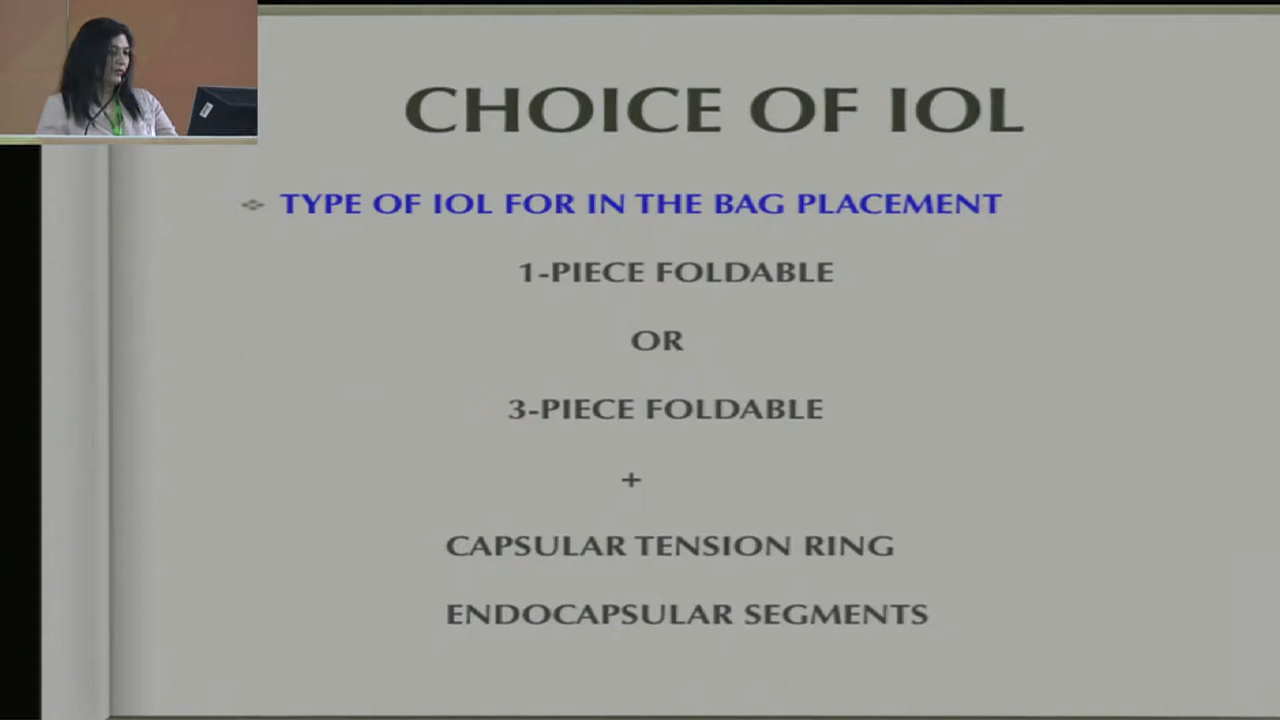 CHOICE OF IOL
TYPE OF IOL FOR IN THE BAG PLACEMENT
1-PIECE FOLDABLE
OR
3-PIECE FOLDABLE
+
CAPSULAR TENSION RING
ENDOCAPSULAR SEGMENTS